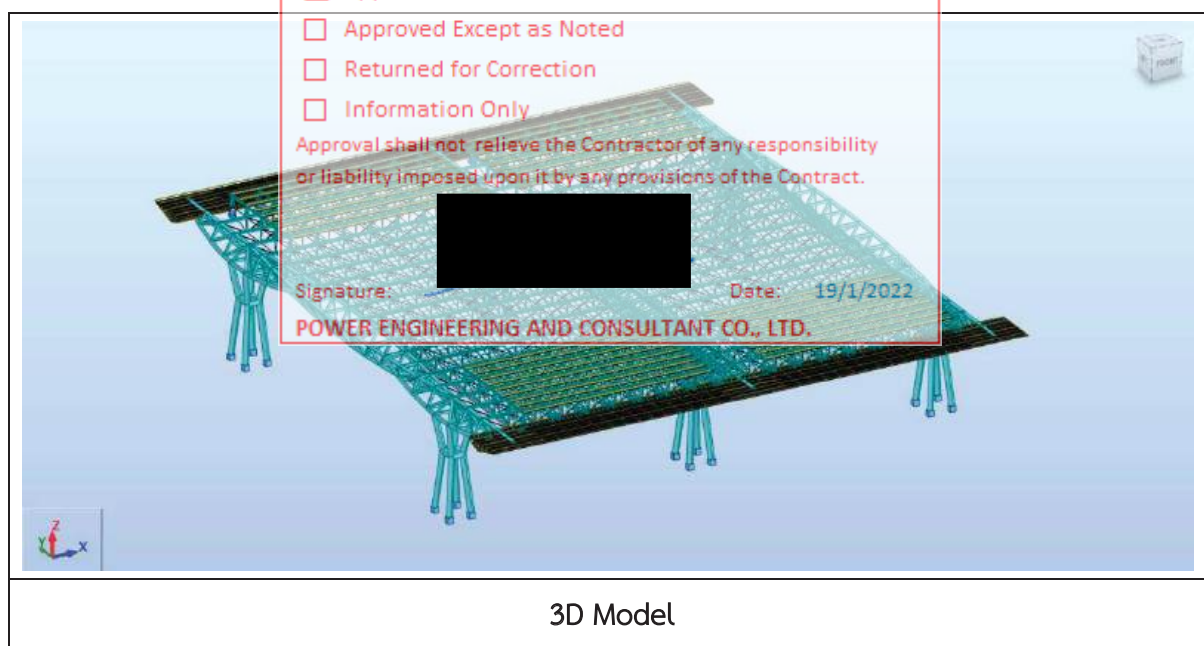 Approved Except as Noted
Returned for Correction
Information Only
Approval shall not relieve the Contractor of any responsibility
or liability imposed upon it by any provisions of the Contract.
Signature:
Date: 19/1/2022
POWER ENGINEERING AND CONSULTANT CO., LTD.
FRONT
Z
Y
X
3D Model